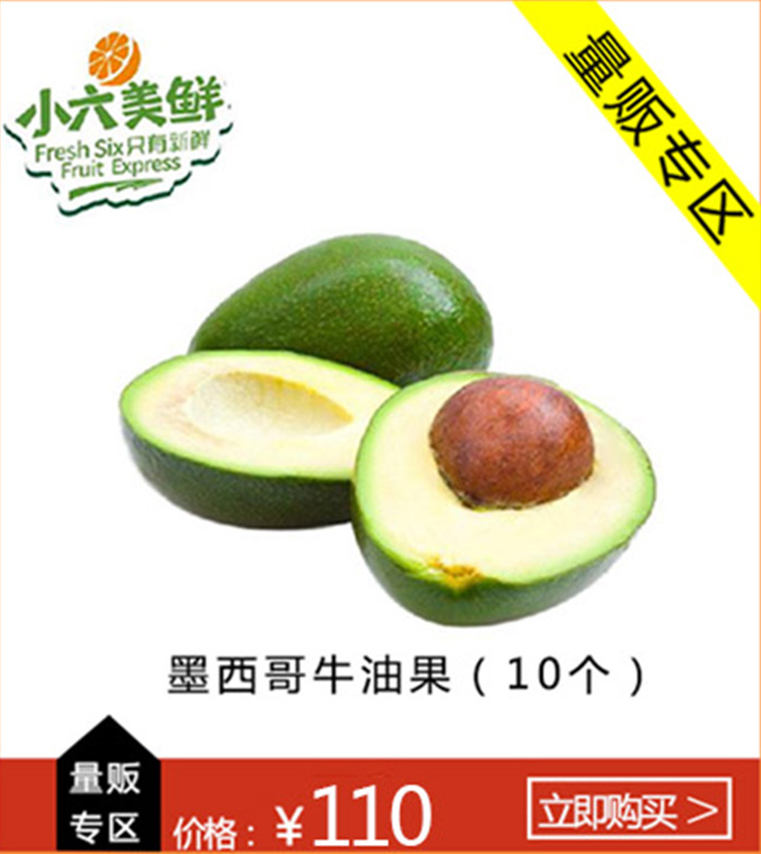 小六美鲜
Fresh Six只有新鲜
Fruit Express
量贩专区
墨西哥牛油果（10个）
量贩
专区
价格：¥110
立即购买 >